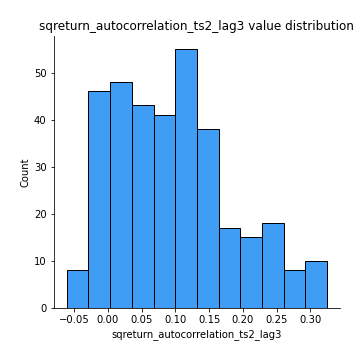 sqreturn_autocorrelation_ts2_lag3 value distribution
50
40
30
20
10
0
Count
−0.05 0.00 0.05 0.10 0.15 0.20 0.25 0.30
sqreturn_autocorrelation_ts2_lag3